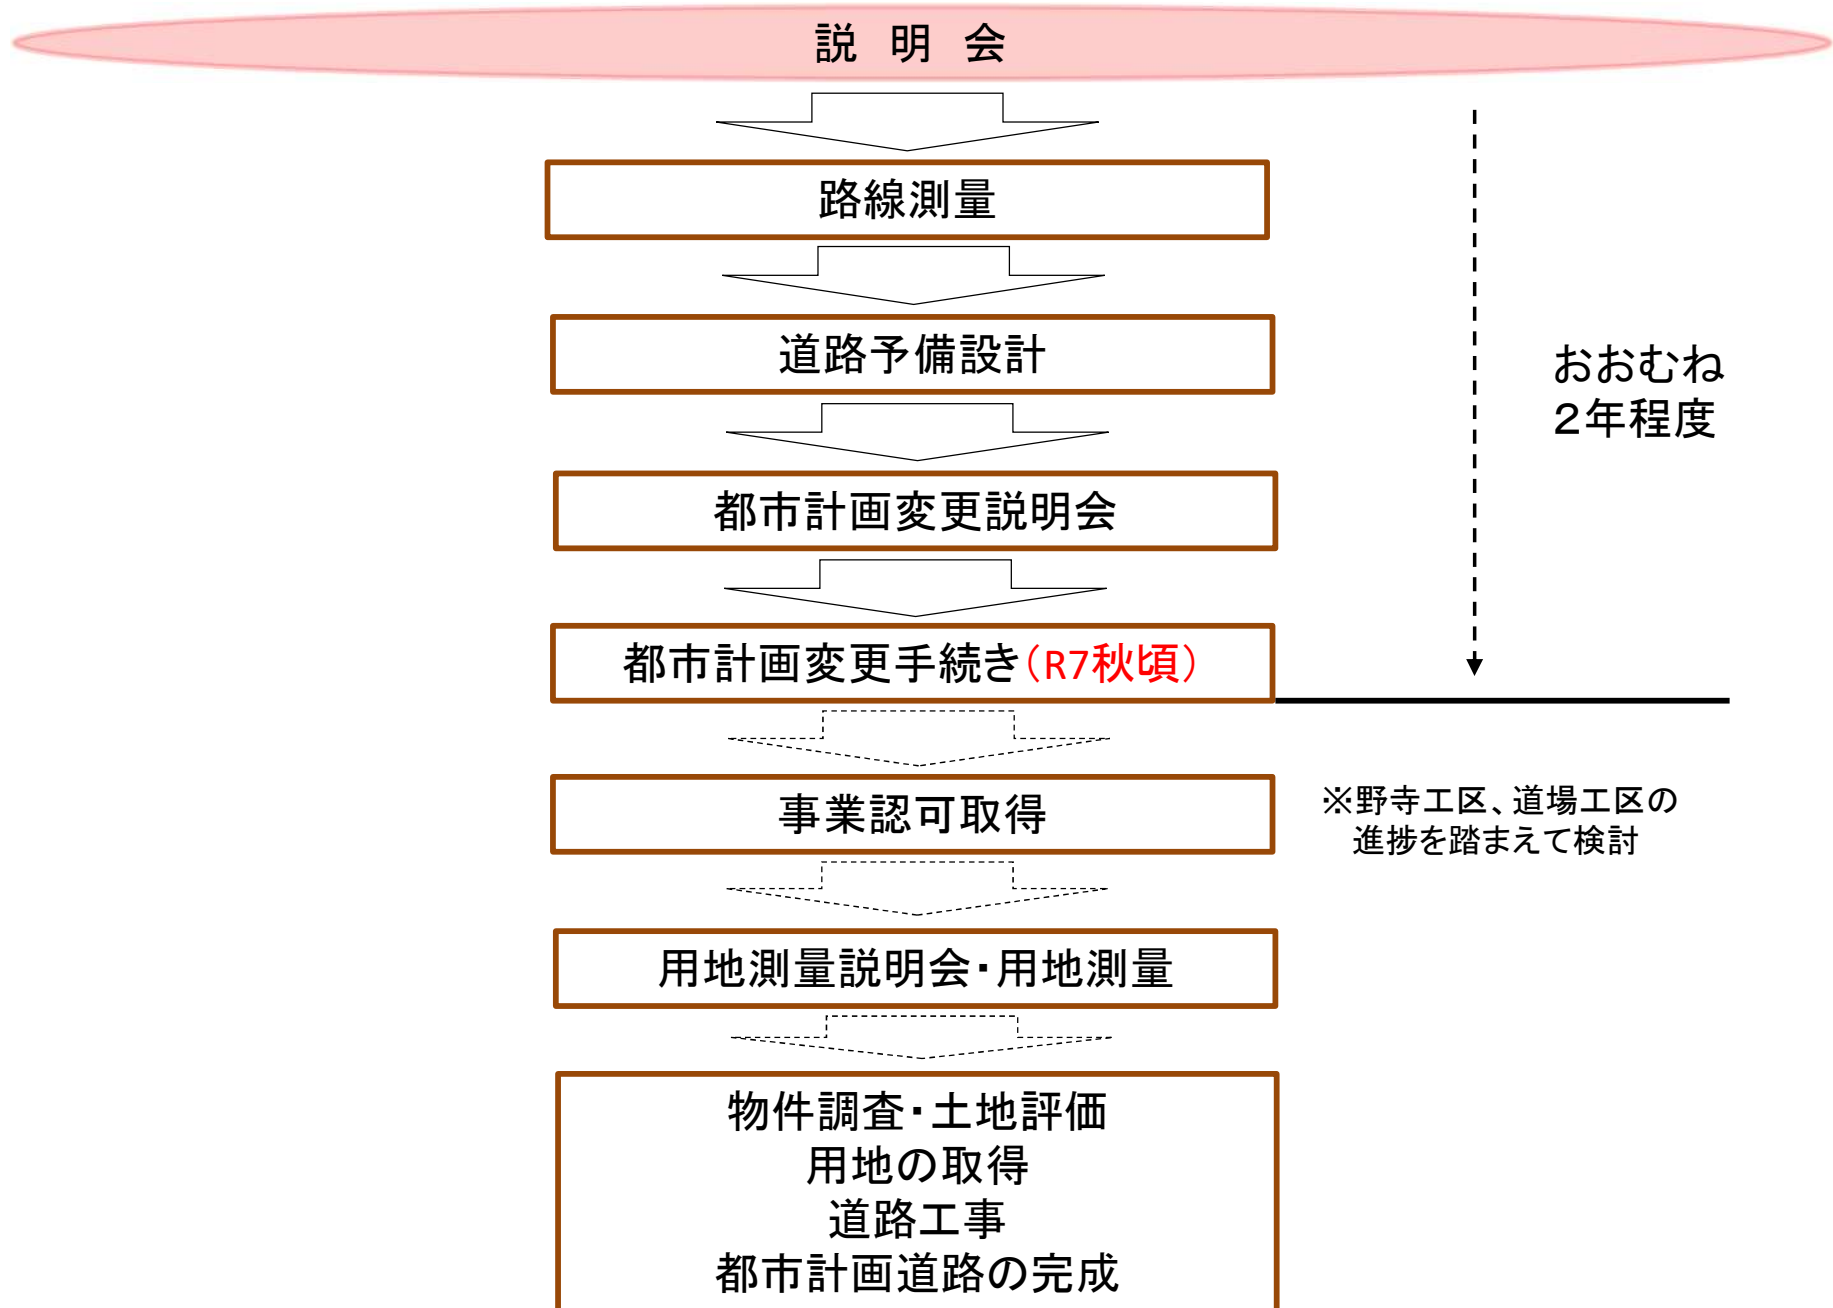 説 明 会
路線測量
道路予備設計
おおむね
２年程度
都市計画変更説明会
都市計画変更手続き（R7秋頃）
事業認可取得
※野寺工区、道場工区の
進捗を踏まえて検討
用地測量説明会・用地測量
物件調査・土地評価
用地の取得
道路工事
都市計画道路の完成